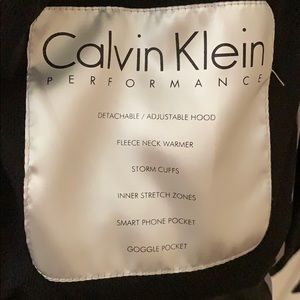 Calvin Klein
PERFORMANCE
DETACHABLE / ADJUSTABLE HOOD
FLEECE NECK WARMER
STORM CUFFS
INNER STRETCH ZONES
SMART PHONE POCKET
GOGGLE POCKET